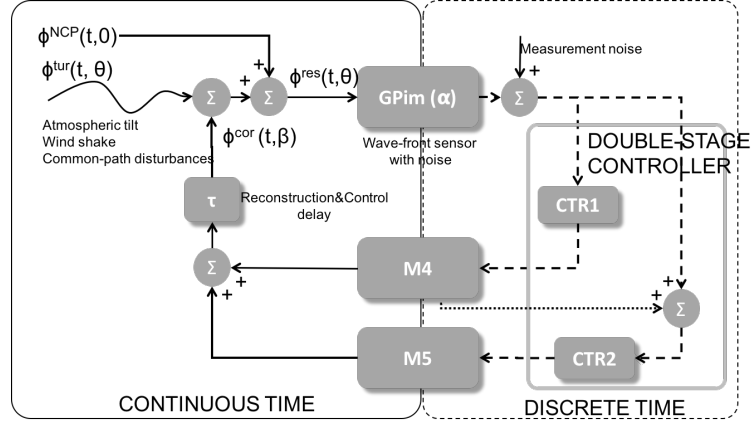 ϕNCP(t,0)
ϕtur(t, θ)
Atmospheric tilt
Wind shake
Common-path disturbances
+
+
Σ
Σ
ϕres(t,θ)
GPim (α)
Wave-front sensor
with noise
Measurement noise
+
Σ
ϕcor (t,β)
DOUBLE-STAGE
CONTROLLER
τ
Reconstruction&Control
delay
CTR1
Σ
+
+
M4
+
+
Σ
M5
CTR2
CONTINUOUS TIME
DISCRETE TIME